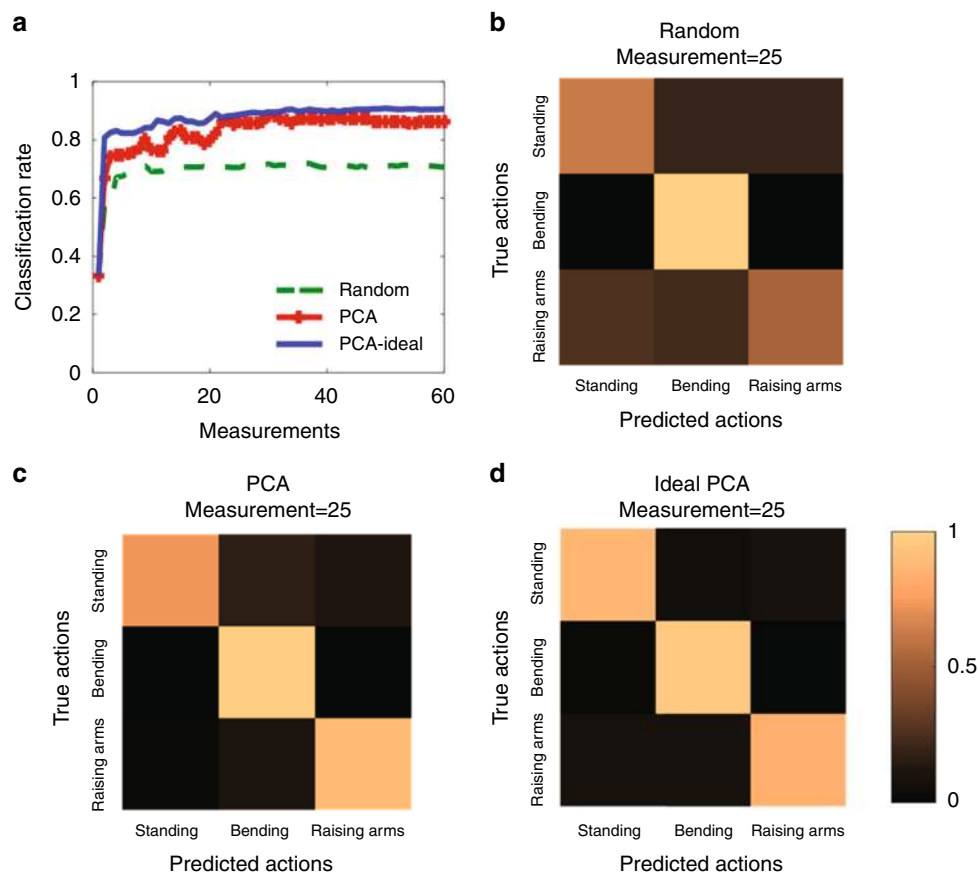 a
1
0.8
0.6
0.4
0.2
0
0
20
40
60
Classification rate
Measurements
Random
PCA
PCA-ideal
b
Random
Measurement=25
True actions
Standing
Bending
Raising arms
Standing
Bending
Raising arms
Predicted actions
c
PCA
Measurement=25
True actions
Standing
Bending
Raising arms
Standing
Bending
Raising arms
Predicted actions
d
Ideal PCA
Measurement=25
True actions
Standing
Bending
Raising arms
Standing
Bending
Raising arms
Predicted actions
1
0.5
0